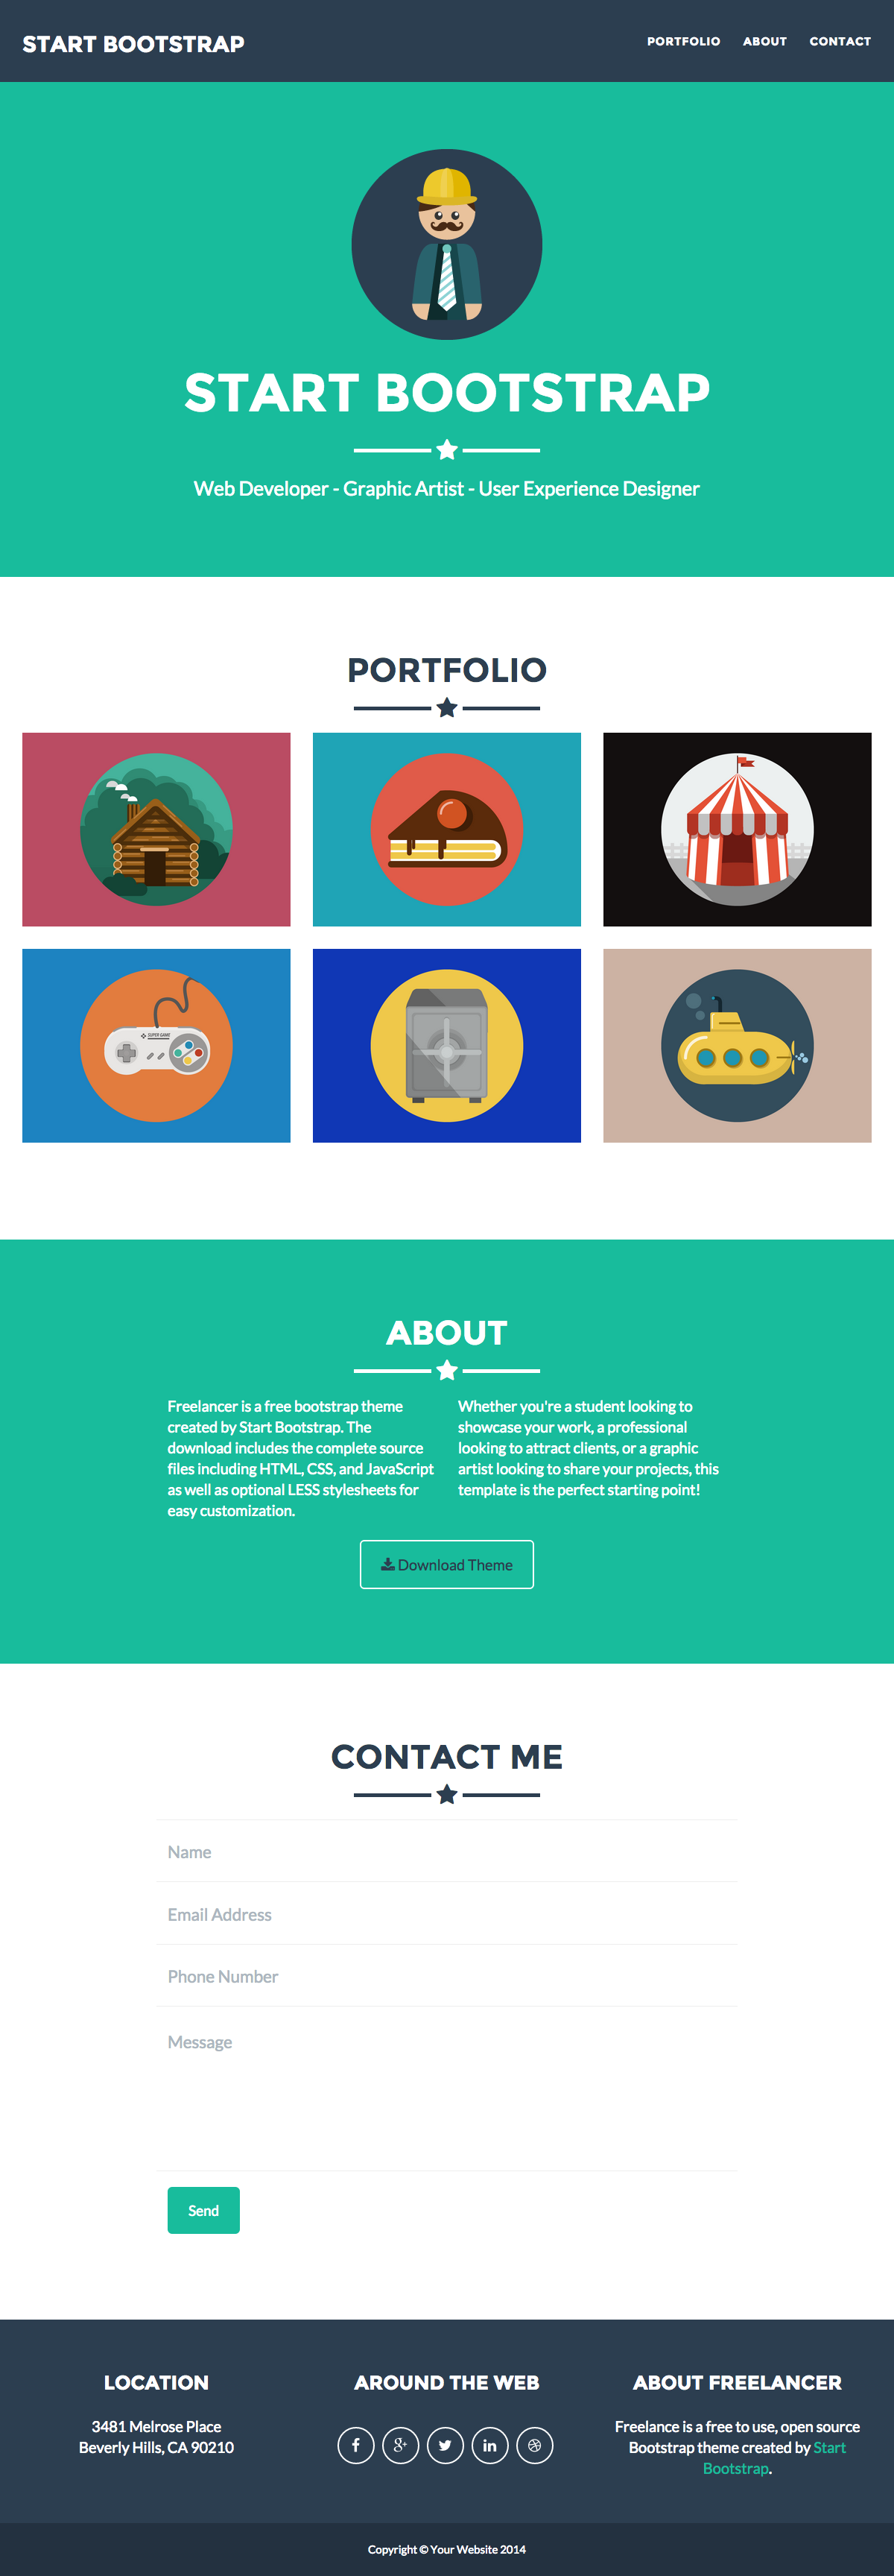 START BOOTSTRAP
PORTFOLIO
ABOUT
CONTACT
START BOOTSTRAP
Web Developer - Graphic Artist - User Experience Designer
PORTFOLIO
SUPER GAME
ABOUT
Freelancer is a free bootstrap theme
created by Start Bootstrap. The
download includes the complete source
files including HTML, CSS, and JavaScript
as well as optional LESS stylesheets for
easy customization.
Whether you're a student looking to
showcase your work, a professional
looking to attract clients, or a graphic
artist looking to share your projects, this
template is the perfect starting point!
Download Theme
CONTACT ME
Name
Email Address
Phone Number
Message
Send
LOCATION
3481 Melrose Place
Beverly Hills, CA 90210
AROUND THE WEB
ABOUT FREELANCER
Freelance is a free to use, open source
Bootstrap theme created by Start
Bootstrap.
Copyright © Your Website 2014